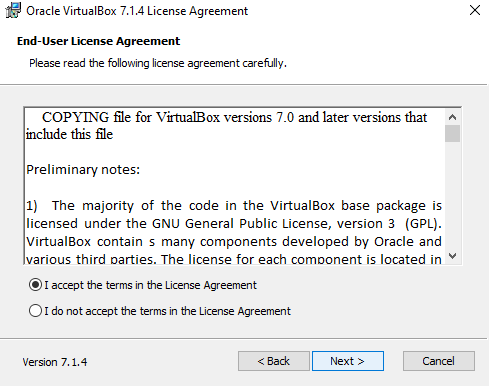 Oracle VirtualBox 7.1.4 License Agreement
End-User License Agreement
Please read the following license agreement carefully.
COPYING file for VirtualBox versions 7.0 and later versions that
include this file
Preliminary notes:
1) The majority of the code in the VirtualBox base package is
licensed under the GNU General Public License, version 3 (GPL).
VirtualBox contain s many components developed by Oracle and
various third parties. The license for each component is located in
I accept the terms in the License Agreement
I do not accept the terms in the License Agreement
Version 7.1.4
< Back
Next >
Cancel